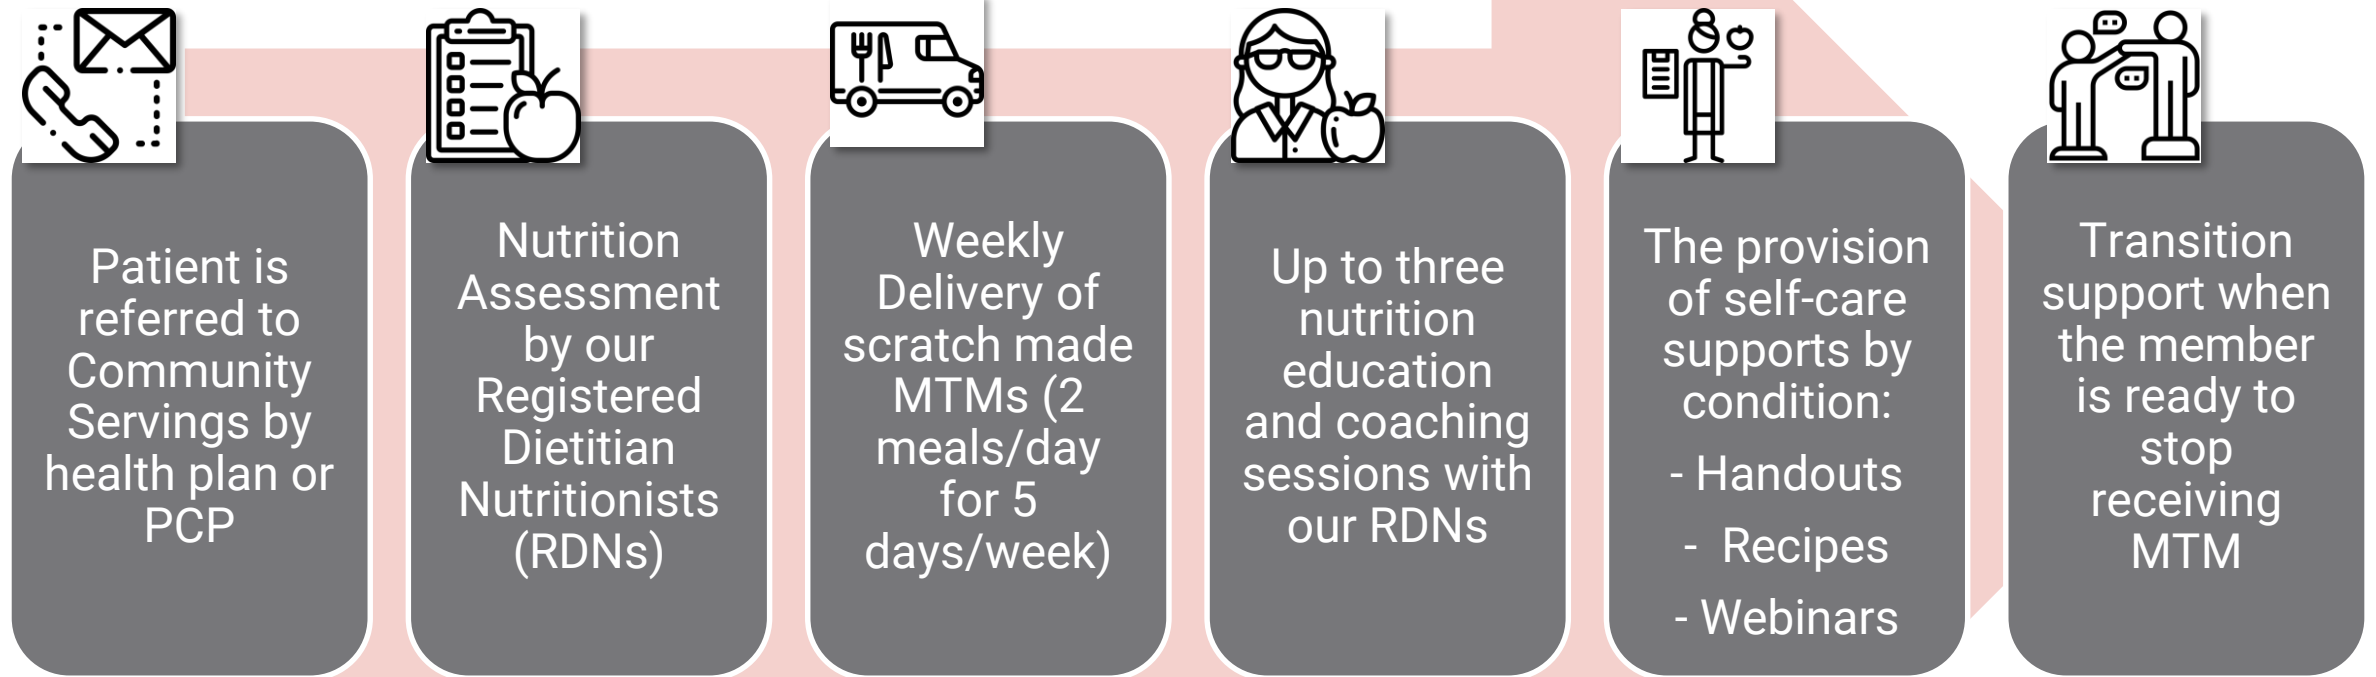 Patient is
referred to
Community
Servings by
health plan or
PCP
Nutrition
Assessment
by our
Registered
Dietitian
Nutritionists
(RDNs)
Weekly
Delivery of
scratch made
MTMs (2
meals/day
for 5
days/week)
Up to three
nutrition
education
and coaching
sessions with
our RDNs
The provision
of self-care
supports by
condition:
- Handouts
- Recipes
- Webinars
Transition
support when
the member
is ready to
stop
receiving
MTM